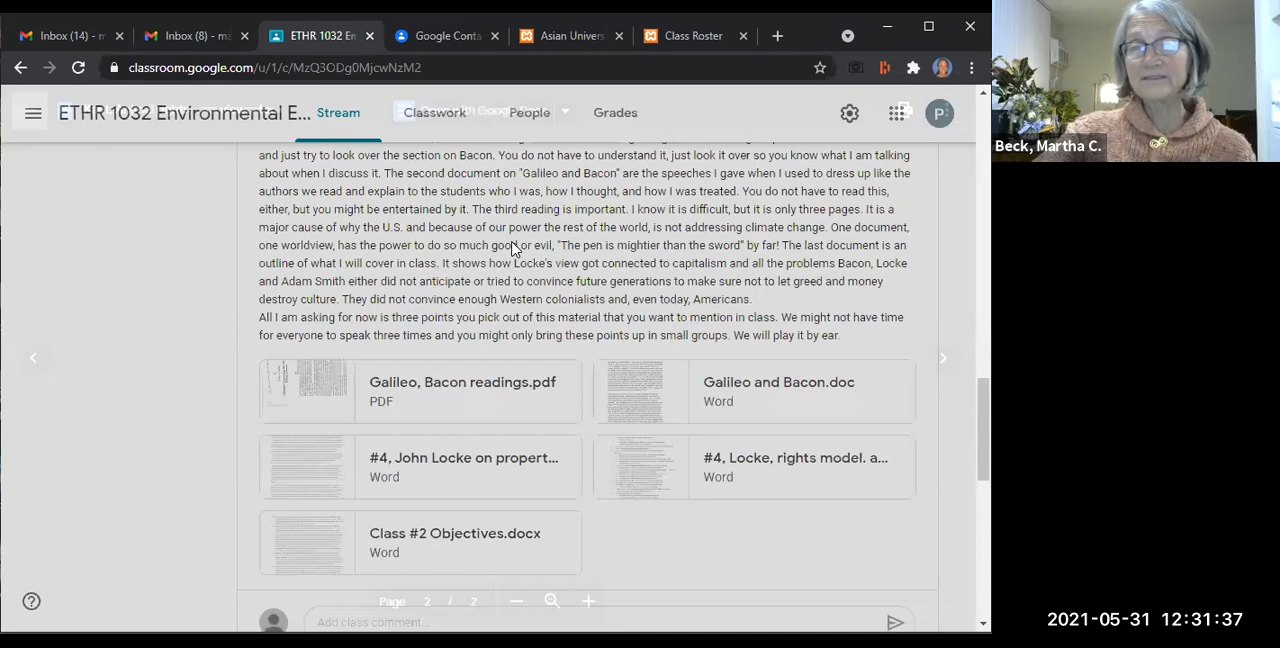 Inbox (14) - m
Inbox (8) - ma
ETHR 1032 En
Google Conta
Asian Univers
Class Roster
classroom.google.com/u/1/c/MzQ3ODg0MjcwNzM2
Beck, Martha C.
ETHR 1032 Environmental E...
Stream
Classwork
People
Grades
P
and just try to look over the section on Bacon. You do not have to understand it, just look it over so you know what I am talking
about when I discuss it. The second document on "Galileo and Bacon" are the speeches I gave when I used to dress up like the
authors we read and explain to the students who I was, how I thought, and how I was treated. You do not have to read this,
either, but you might be entertained by it. The third reading is important. I know it is difficult, but it is only three pages. It is a
major cause of why the U.S. and because of our power the rest of the world, is not addressing climate change. One document,
one worldview, has the power to do so much good or evil, "The pen is mightier than the sword" by far! The last document is an
outline of what I will cover in class. It shows how Locke's view got connected to capitalism and all the problems Bacon, Locke
and Adam Smith either did not anticipate or tried to convince future generations to make sure not to let greed and money
destroy culture. They did not convince enough Western colonialists and, even today, Americans.
All I am asking for now is three points you pick out of this material that you want to mention in class. We might not have time
for everyone to speak three times and you might only bring these points up in small groups. We will play it by ear.
Galileo, Bacon readings.pdf
PDF
Galileo and Bacon.doc
Word
#4, John Locke on propert...
Word
#4, Locke, rights model. a...
Word
Class #2 Objectives.docx
Word
Page 2 / 2
Add class comment...
2021-05-31 12:31:37